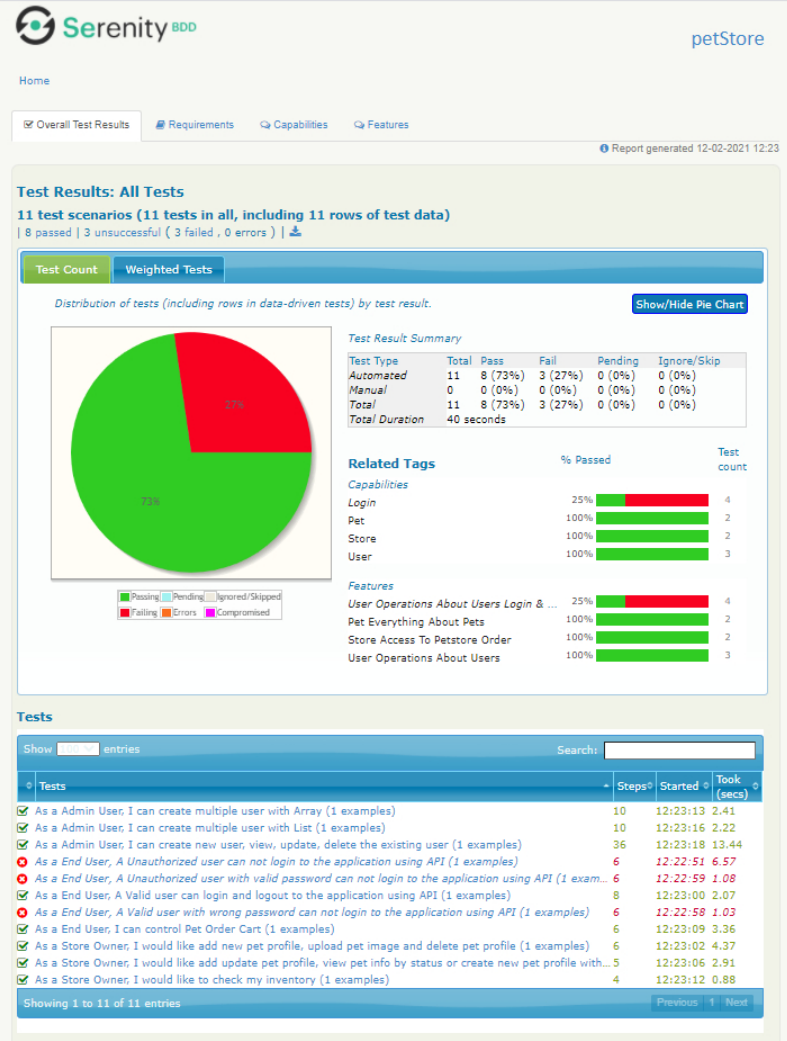 Serenity BDD
petStore
Home
Overall Test Results Requirements Capabilities Features
Report generated 12-02-2021 12:23
Test Results: All Tests
11 test scenarios (11 tests in all, including 11 rows of test data)
| 8 passed | 3 unsuccessful ( 3 failed , 0 errors ) |
Test Count Weighted Tests
Distribution of tests (including rows in data-driven tests) by test result.
Show/Hide Pie Chart
27%
73%
Passing Pending Ignored/Skipped
Failing Errors Compromised
Test Result Summary
Test Type Total Pass Fail Pending Ignore/Skip
Automated 11 8 (73%) 3 (27%) 0 (0%) 0 (0%)
Manual 0 0 (0%) 0 (0%) 0 (0%) 0 (0%)
Total 11 8 (73%) 3 (27%) 0 (0%) 0 (0%)
Total Duration 40 seconds
Related Tags % Passed Test count
Capabilities
Login 25% 4
Pet 100% 2
Store 100% 2
User 100% 3
Features
User Operations About Users Login & ... 25% 4
Pet Everything About Pets 100% 2
Store Access To Petstore Order 100% 2
User Operations About Users 100% 3
Tests
Show 100 entries Search:
Tests Steps Started Took (secs)
As a Admin User, I can create multiple user with Array (1 examples) 10 12:23:13 2.41
As a Admin User, I can create multiple user with List (1 examples) 10 12:23:16 2.22
As a Admin User, I can create new user, view, update, delete the existing user (1 examples) 36 12:23:18 13.44
As a End User, A Unauthorized user can not login to the application using API (1 examples) 6 12:22:51 6.57
As a End User, A Unauthorized user with valid password can not login to the application using API (1 exam... 6 12:22:59 1.08
As a End User, A Valid user can login and logout to the application using API (1 examples) 8 12:23:00 2.07
As a End User, A Valid user with wrong password can not login to the application using API (1 examples) 6 12:22:58 1.03
As a End User, I can control Pet Order Cart (1 examples) 6 12:23:09 3.36
As a Store Owner, I would like add new pet profile, upload pet image and delete pet profile (1 examples) 6 12:23:02 4.37
As a Store Owner, I would like add update pet profile, view pet info by status or create new pet profile with... 5 12:23:06 2.91
As a Store Owner, I would like to check my inventory (1 examples) 4 12:23:12 0.88
Showing 1 to 11 of 11 entries Previous 1 Next